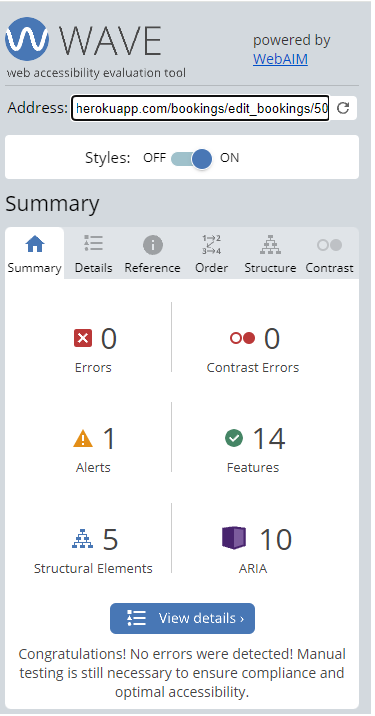 WAVE
web accessibility evaluation tool
powered by
WebAIM
Address: herokuapp.com/bookings/edit_bookings/50
Styles: OFF ON
Summary
Summary Details Reference Order Structure Contrast
0
Errors
0
Contrast Errors
1
Alerts
14
Features
5
Structural Elements
10
ARIA
View details ›
Congratulations! No errors were detected! Manual
testing is still necessary to ensure compliance and
optimal accessibility.